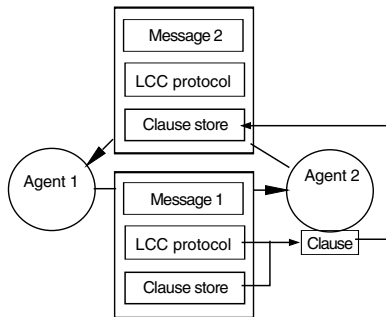 Message 2
LCC protocol
Clause store
Agent 1
Agent 2
Message 1
LCC protocol
Clause
Clause store